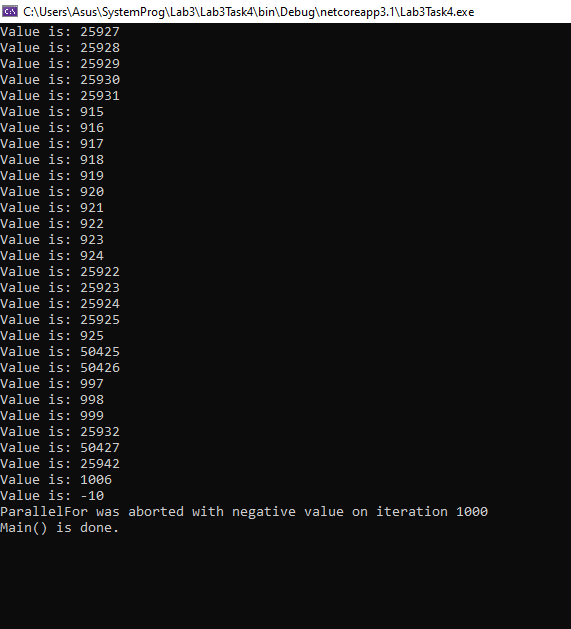 C:\Users\Asus\SystemProg\Lab3\Lab3Task4\bin\Debug\netcoreapp3.1\Lab3Task4.exe
Value is: 25927
Value is: 25928
Value is: 25929
Value is: 25930
Value is: 25931
Value is: 915
Value is: 916
Value is: 917
Value is: 918
Value is: 919
Value is: 920
Value is: 921
Value is: 922
Value is: 923
Value is: 924
Value is: 25922
Value is: 25923
Value is: 25924
Value is: 25925
Value is: 925
Value is: 50425
Value is: 50426
Value is: 997
Value is: 998
Value is: 999
Value is: 25932
Value is: 50427
Value is: 25942
Value is: 1006
Value is: -10
ParallelFor was aborted with negative value on iteration 1000
Main() is done.